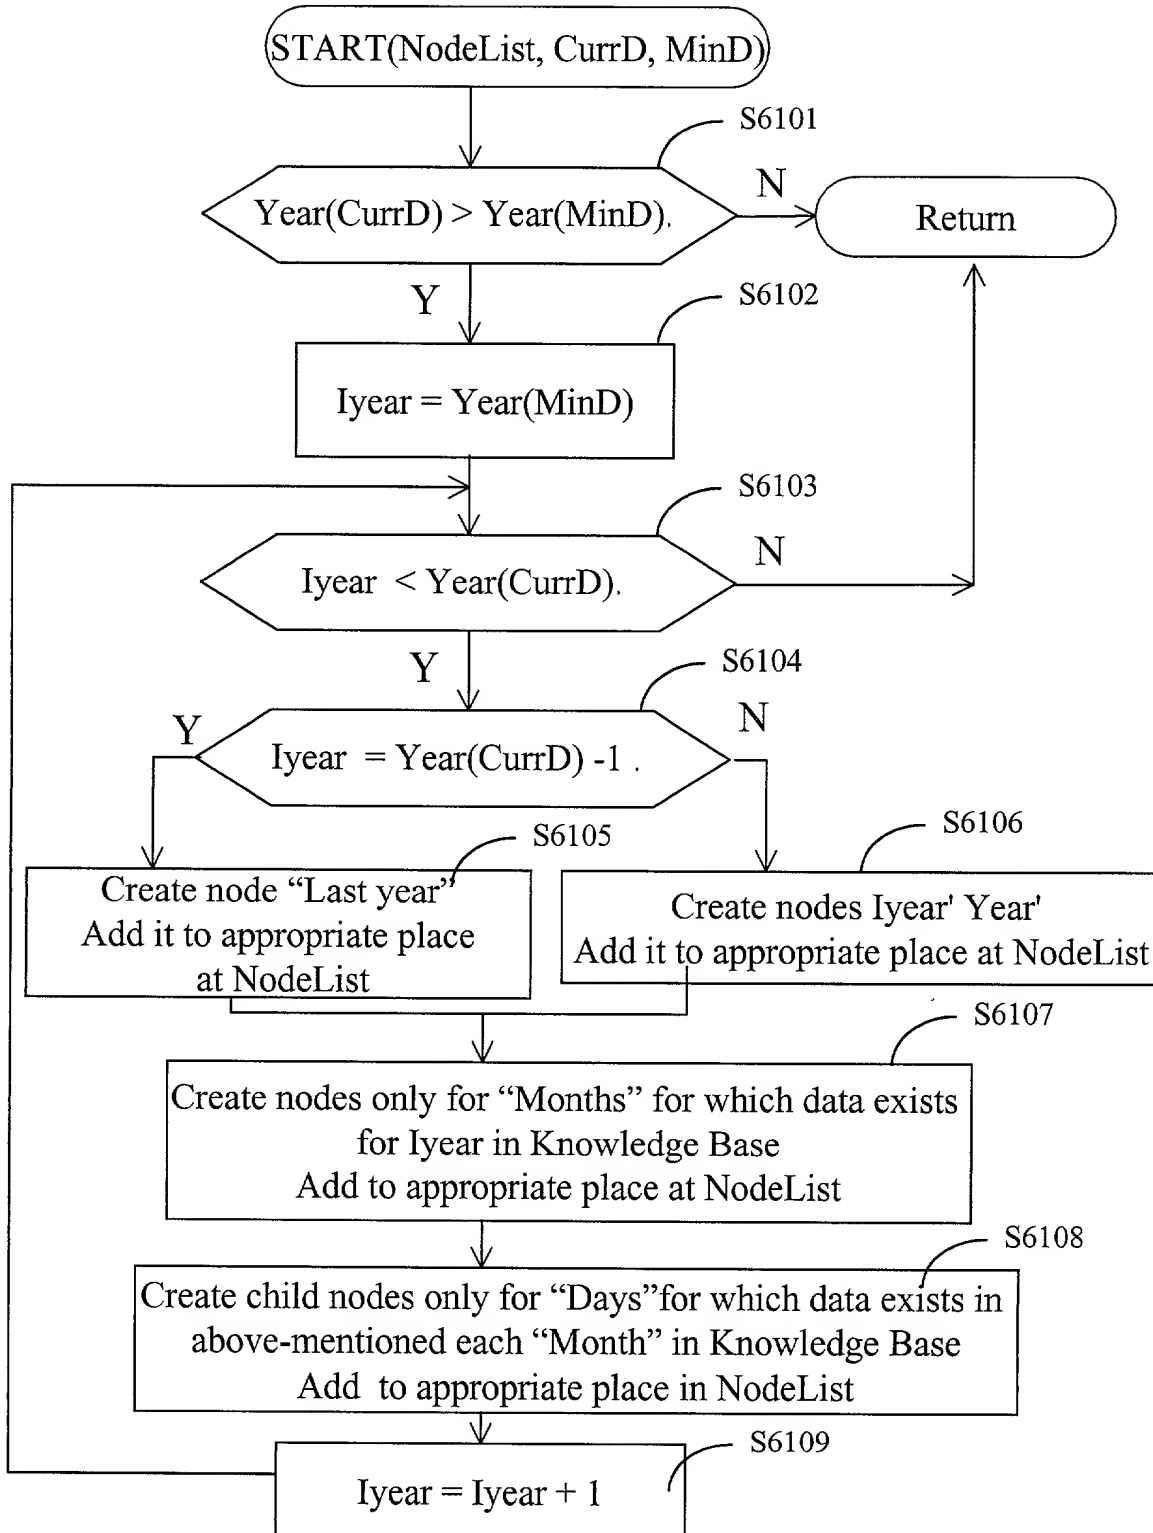 START(NodeList, CurrD, MinD)
S6101
Year(CurrD) > Year(MinD).
N
Return
Y
S6102
Iyear = Year(MinD)
S6103
Iyear < Year(CurrD).
N
Y
S6104
Y
Iyear = Year(CurrD) -1 .
N
S6105
S6106
Create node “Last year”
Add it to appropriate place
at NodeList
Create nodes Iyear' Year'
Add it to appropriate place at NodeList
S6107
Create nodes only for “Months” for which data exists
for Iyear in Knowledge Base
Add to appropriate place at NodeList
S6108
Create child nodes only for “Days”for which data exists in
above-mentioned each “Month” in Knowledge Base
Add to appropriate place in NodeList
S6109
Iyear = Iyear + 1